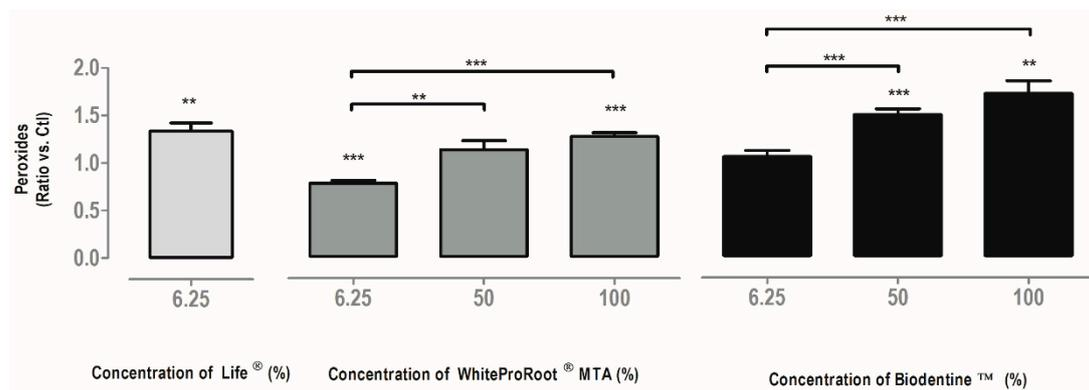 ***
*** ***
2.0 ** *** *** **
1.5 ** *** ***
Peroxides
(Ratio vs. Ctl)
1.0 ***
0.5
0.0
6.25 6.25 50 100 6.25 50 100
Concentration of Life ® (%) Concentration of WhiteProRoot ® MTA (%) Concentration of Biodentine ™ (%)